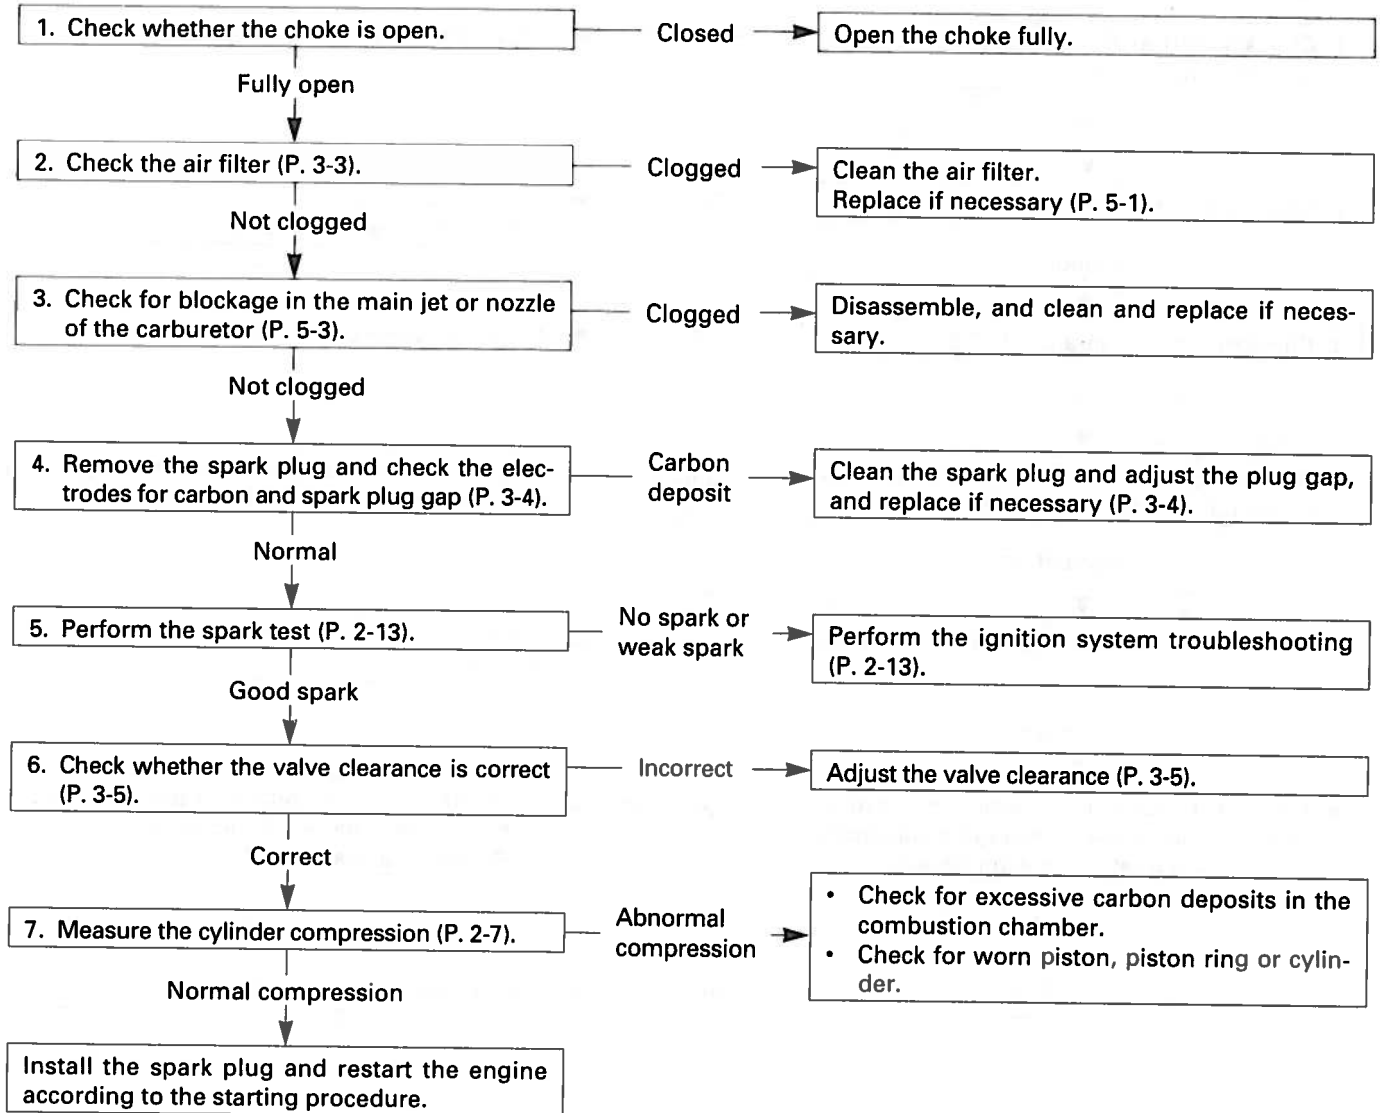 1. Check whether the choke is open.
Closed
Open the choke fully.
Fully open
2. Check the air filter (P. 3-3).
Clogged
Clean the air filter.
Replace if necessary (P. 5-1).
Not clogged
3. Check for blockage in the main jet or nozzle
of the carburetor (P. 5-3).
Clogged
Disassemble, and clean and replace if neces-
sary.
Not clogged
4. Remove the spark plug and check the elec-
trodes for carbon and spark plug gap (P. 3-4).
Carbon
deposit
Clean the spark plug and adjust the plug gap,
and replace if necessary (P. 3-4).
Normal
5. Perform the spark test (P. 2-13).
No spark or
weak spark
Perform the ignition system troubleshooting
(P. 2-13).
Good spark
6. Check whether the valve clearance is correct
(P. 3-5).
Incorrect
Adjust the valve clearance (P. 3-5).
Correct
7. Measure the cylinder compression (P. 2-7).
Abnormal
compression
• Check for excessive carbon deposits in the
combustion chamber.
• Check for worn piston, piston ring or cylin-
der.
Normal compression
Install the spark plug and restart the engine
according to the starting procedure.